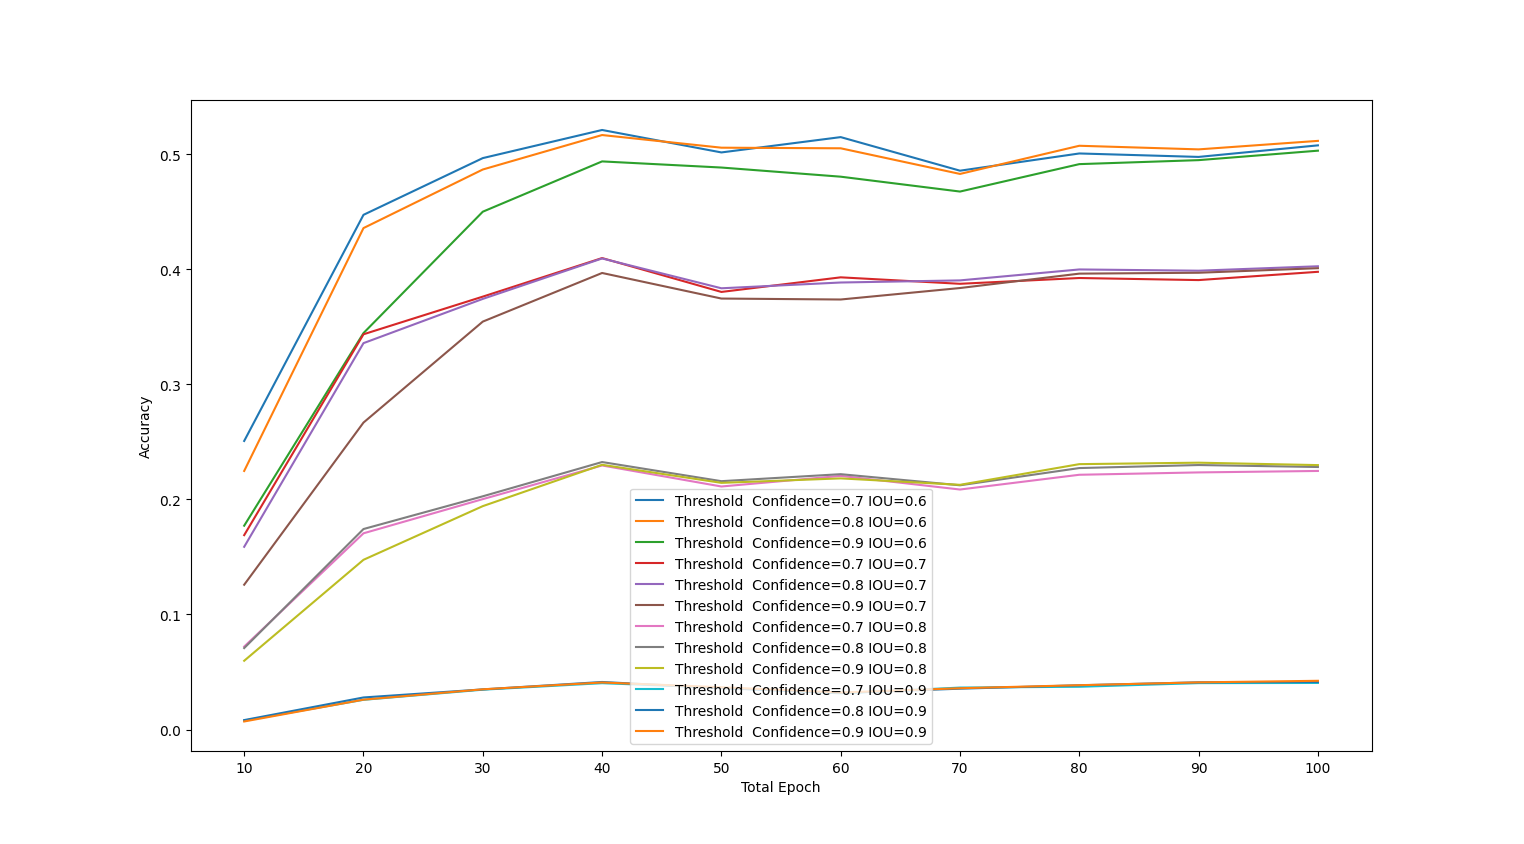 0.5
0.4
0.3
0.2
0.1
0.0
Accuracy
Threshold  Confidence=0.7 IOU=0.6
Threshold  Confidence=0.8 IOU=0.6
Threshold  Confidence=0.9 IOU=0.6
Threshold  Confidence=0.7 IOU=0.7
Threshold  Confidence=0.8 IOU=0.7
Threshold  Confidence=0.9 IOU=0.7
Threshold  Confidence=0.7 IOU=0.8
Threshold  Confidence=0.8 IOU=0.8
Threshold  Confidence=0.9 IOU=0.8
Threshold  Confidence=0.7 IOU=0.9
Threshold  Confidence=0.8 IOU=0.9
Threshold  Confidence=0.9 IOU=0.9
10 20 30 40 50 60 70 80 90 100
Total Epoch